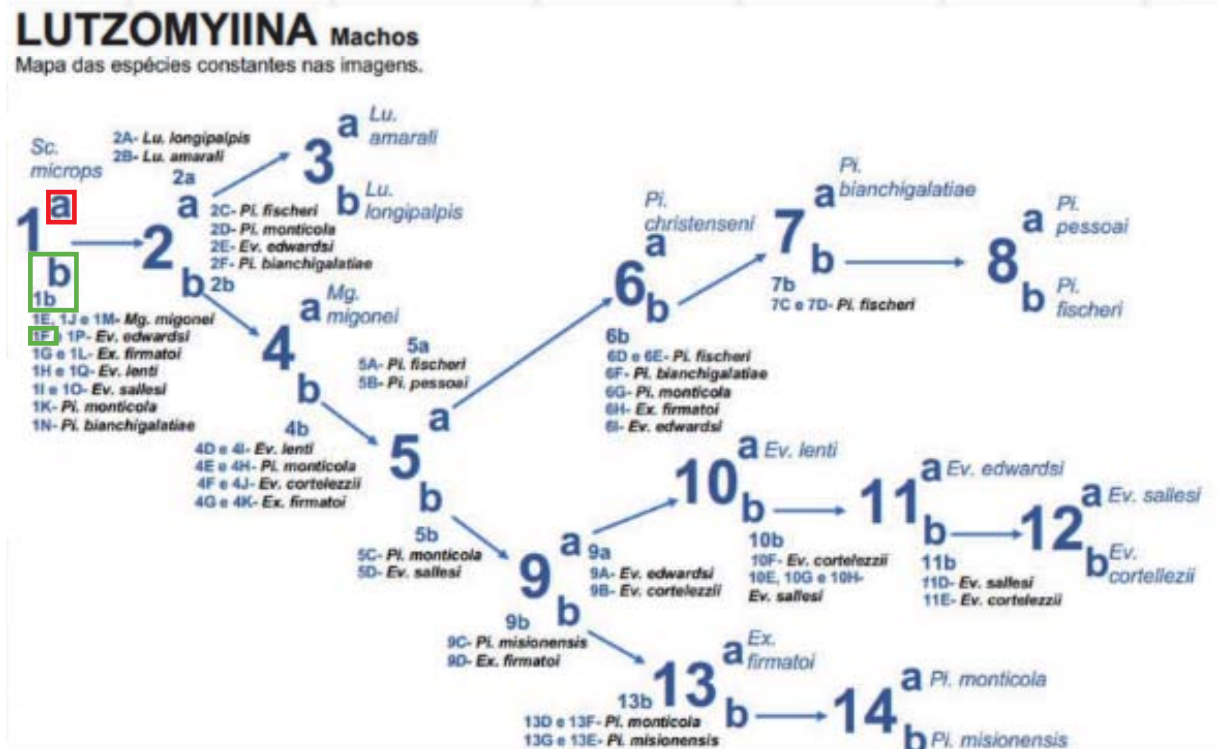 LUTZOMYIINA Machos
Mapa das espécies constantes nas imagens.
Sc.
microps
1
a
b
1b
1E, 1J e 1M- Mg. migonei
1F e 1P- Ev. edwardsi
1G e 1L- Ex. firmatoi
1H e 1Q- Ev. lenti
1I e 1O- Ev. sallesi
1K- Pi. monticola
1N- Pi. bianchigalatiae
2A- Lu. longipalpis
2B- Lu. amarali
2a
2
a
b
2C- Pi. fischeri
2D- Pi. monticola
2E- Ev. edwardsi
2F- Pi. bianchigalatiae
2b
3
a
Lu.
amarali
b
Lu.
longipalpis
4
a
Mg.
migonei
b
4b
4D e 4I- Ev. lenti
4E e 4H- Pi. monticola
4F e 4J- Ev. cortelezzii
4G e 4K- Ex. firmatoi
5a
5A- Pi. fischeri
5B- Pi. pessoai
5
a
b
5b
5C- Pi. monticola
5D- Ev. sallesi
6
Pi.
christenseni
a
b
6b
6D e 6E- Pi. fischeri
6F- Pi. bianchigalatiae
6G- Pi. monticola
6H- Ex. firmatoi
6I- Ev. edwardsi
7
a
Pi.
bianchigalatiae
b
7b
7C e 7D- Pi. fischeri
8
a
Pi.
pessoai
b
Pi.
fischeri
9
a
9a
9A- Ev. edwardsi
9B- Ev. cortelezzii
b
9b
9C- Pi. misionensis
9D- Ex. firmatoi
10
a Ev. lenti
b
10b
10F- Ev. cortelezzii
10E, 10G e 10H-
Ev. sallesi
11
a Ev. edwardsi
b
11b
11D- Ev. sallesi
11E- Ev. cortelezzii
12
a Ev. sallesi
b Ev.
cortellezii
13
a Ex.
firmatoi
b
13b
13D e 13F- Pi. monticola
13G e 13E- Pi. misionensis
14
a Pi. monticola
b Pi. misionensis